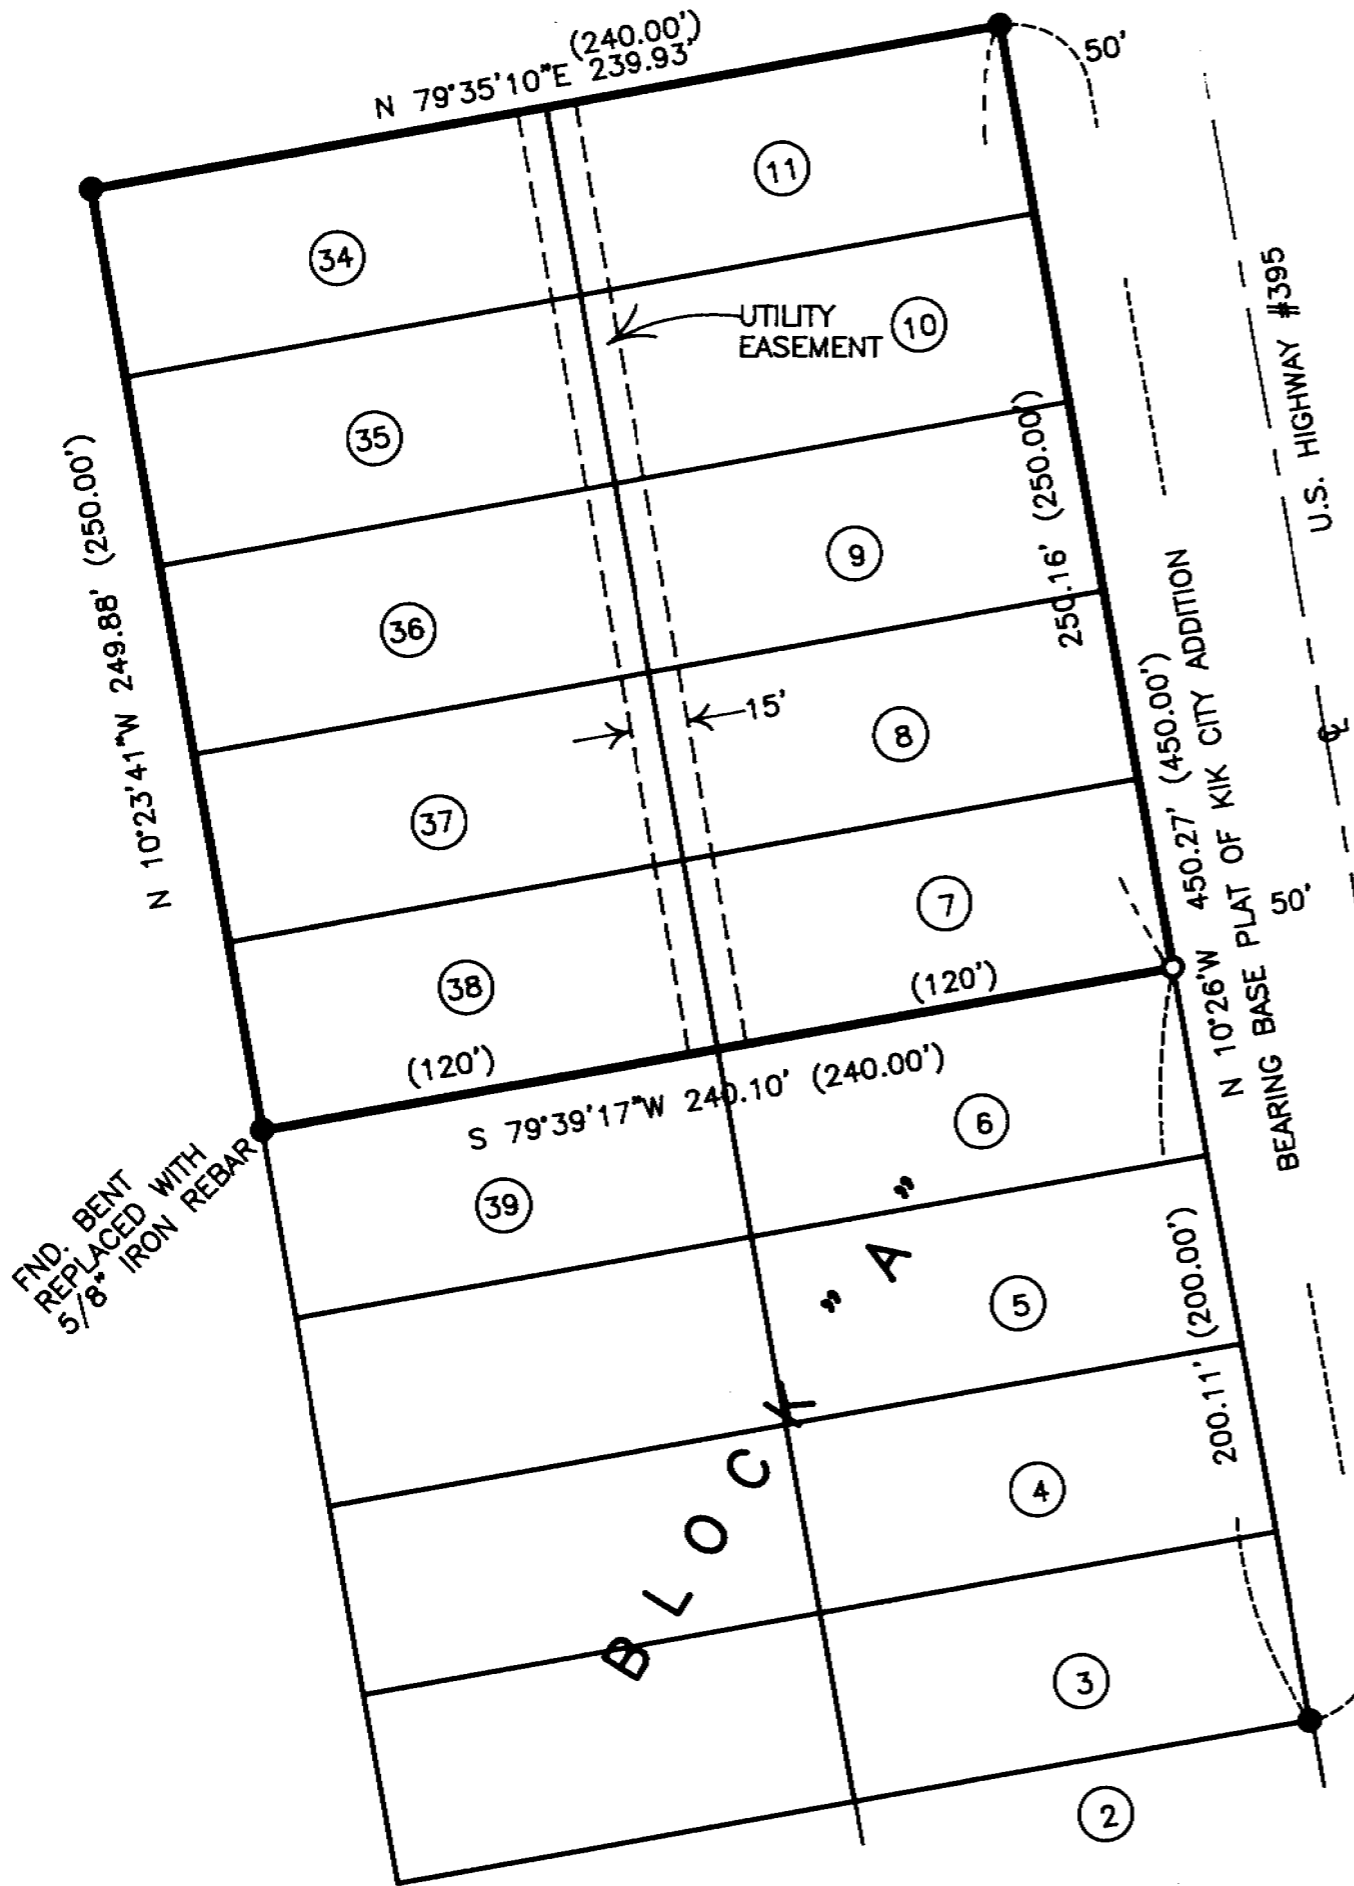 (240.00')
N 79°35'10"E 239.93'
50'
11
34
UTILITY
EASEMENT
10
U.S. HIGHWAY #395
35
(250.00')
N 10°23'41"W 249.88'
250.16' (250.00')
9
36
15'
8
37
℄
7
50'
38
(120')
(120')
S 79°39'17"W 240.10' (240.00')
N 10°26'W 450.27' (450.00')
BEARING BASE PLAT OF KIK CITY ADDITION
6
FND. BENT
REPLACED WITH
5/8" IRON REBAR
39
5
200.11' (200.00')
BLOCK "A"
4
3
2